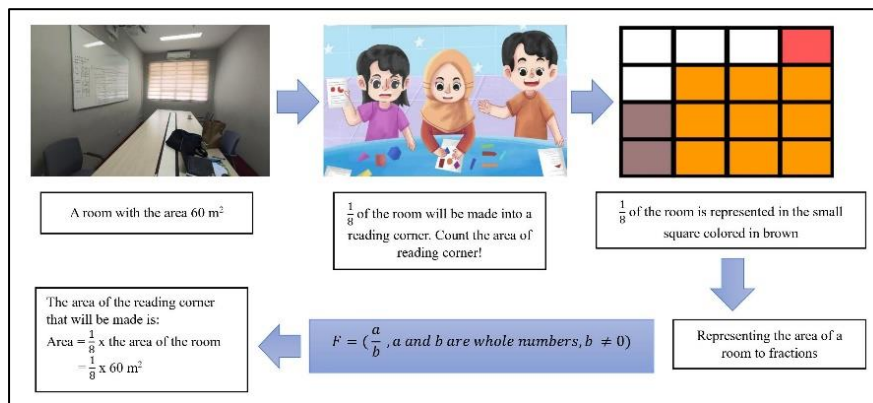 A room with the area 60 m²
1/8 of the room will be made into a
reading corner. Count the area of
reading corner!
1/8 of the room is represented in the small
square colored in brown
Representing the area of a
room to fractions
F = (a/b , a and b are whole numbers, b ≠ 0)
The area of the reading corner
that will be made is:
Area = 1/8 x the area of the room
= 1/8 x 60 m²